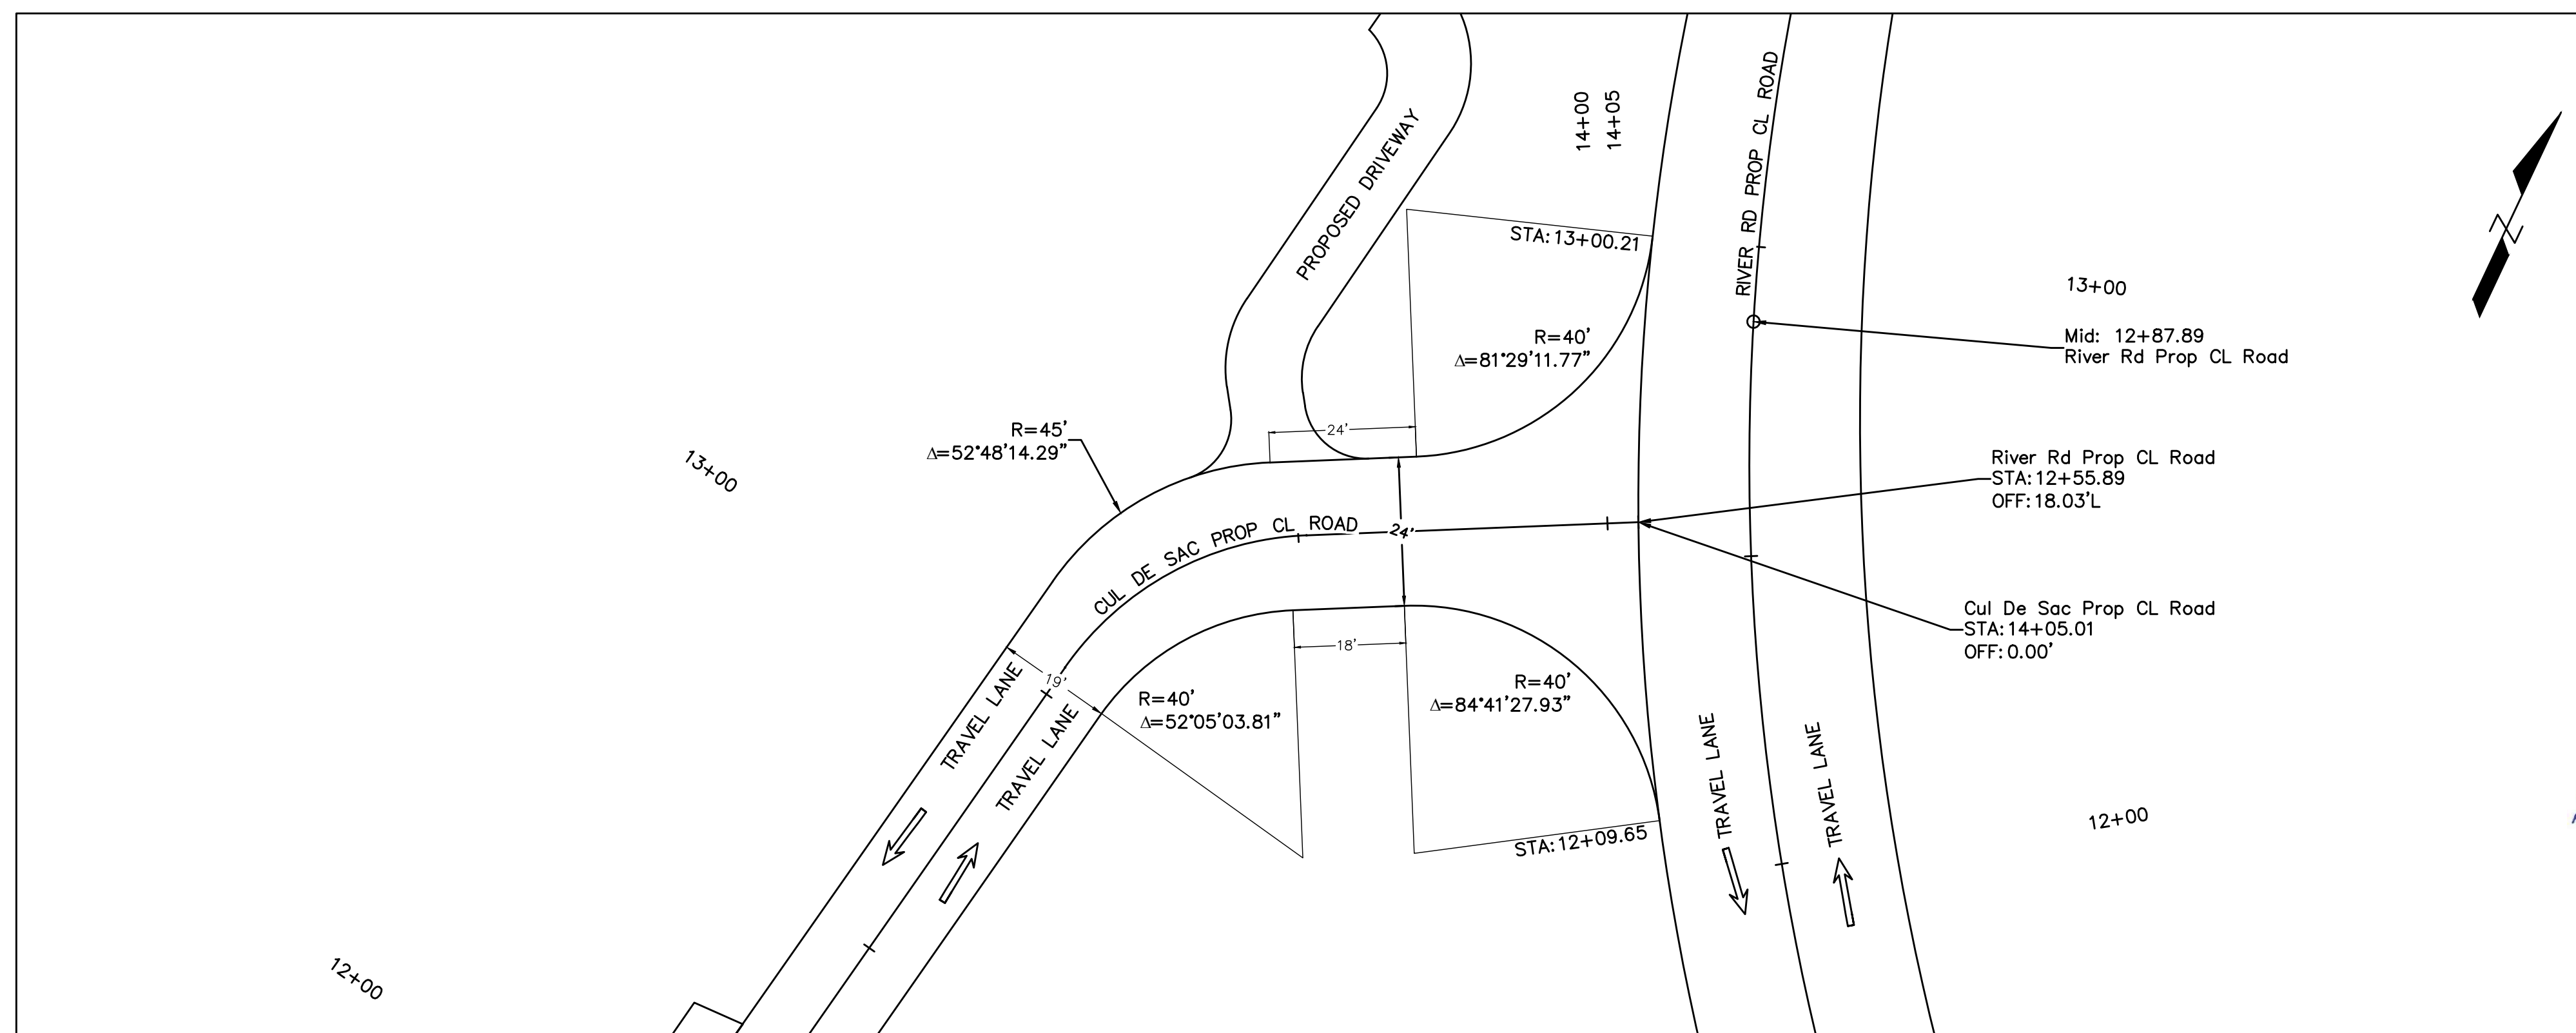 14+00
14+05
RIVER RD PROP CL ROAD
PROPOSED DRIVEWAY
STA:13+00.21
13+00
Mid: 12+87.89
River Rd Prop CL Road
R=40'
Δ=81°29'11.77"
24'
R=45'
Δ=52°48'14.29"
13+00
River Rd Prop CL Road
STA:12+55.89
OFF:18.03'L
CUL DE SAC PROP CL ROAD
24'
Cul De Sac Prop CL Road
STA:14+05.01
OFF:0.00'
18'
19'
R=40'
Δ=52°05'03.81"
R=40'
Δ=84°41'27.93"
TRAVEL LANE
TRAVEL LANE
TRAVEL LANE
TRAVEL LANE
STA:12+09.65
12+00
12+00
N